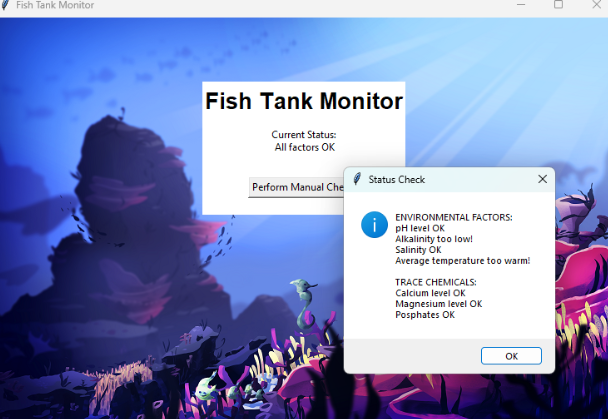 Fish Tank Monitor
Fish Tank Monitor
Current Status:
All factors OK
Perform Manual Che
Status Check
ENVIRONMENTAL FACTORS:
pH level OK
Alkalinity too low!
Salinity OK
Average temperature too warm!
TRACE CHEMICALS:
Calcium level OK
Magnesium level OK
Posphates OK
OK